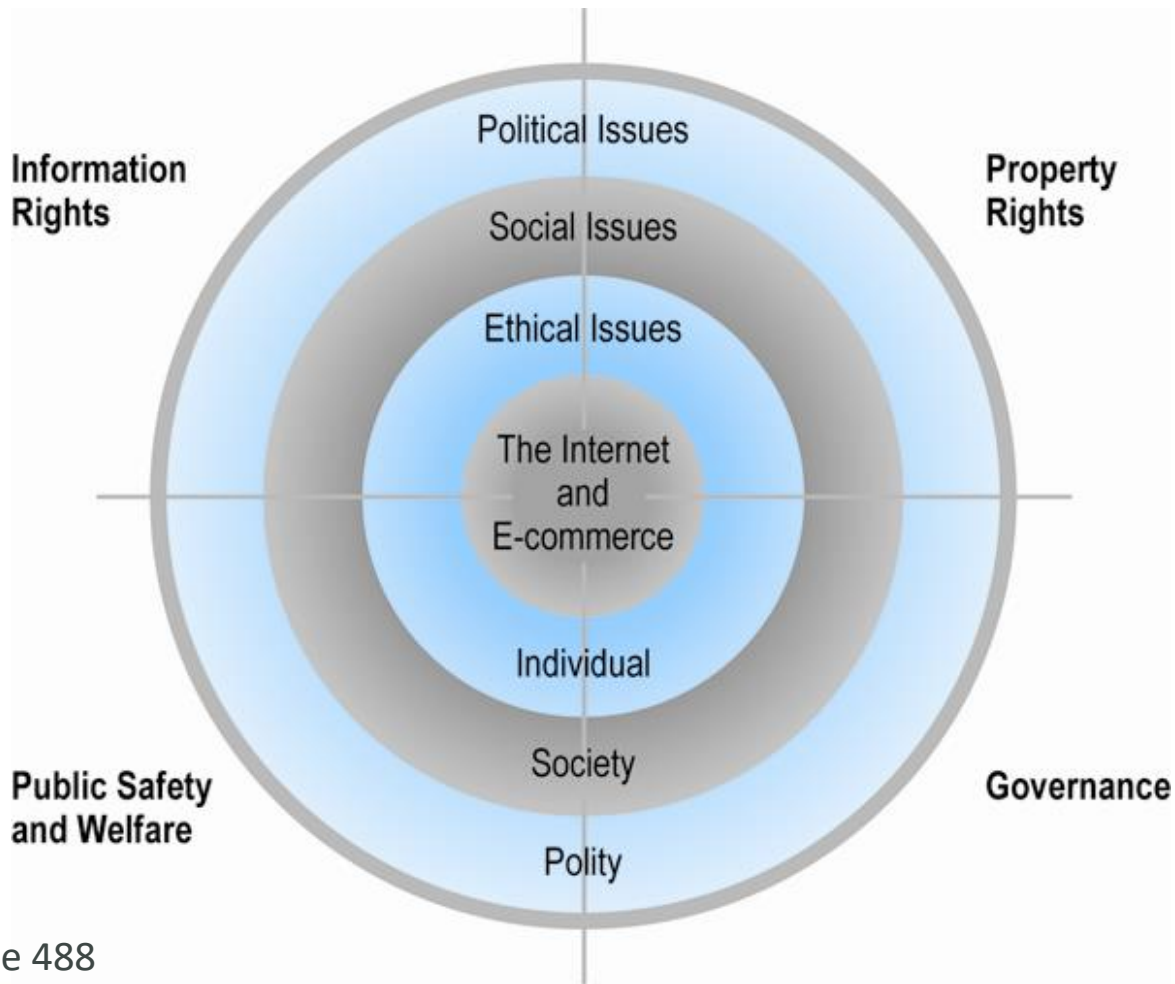 Political Issues
Information
Rights
Property
Rights
Social Issues
Ethical Issues
The Internet
and
E-commerce
Individual
Society
Public Safety
and Welfare
Governance
Polity
e 488